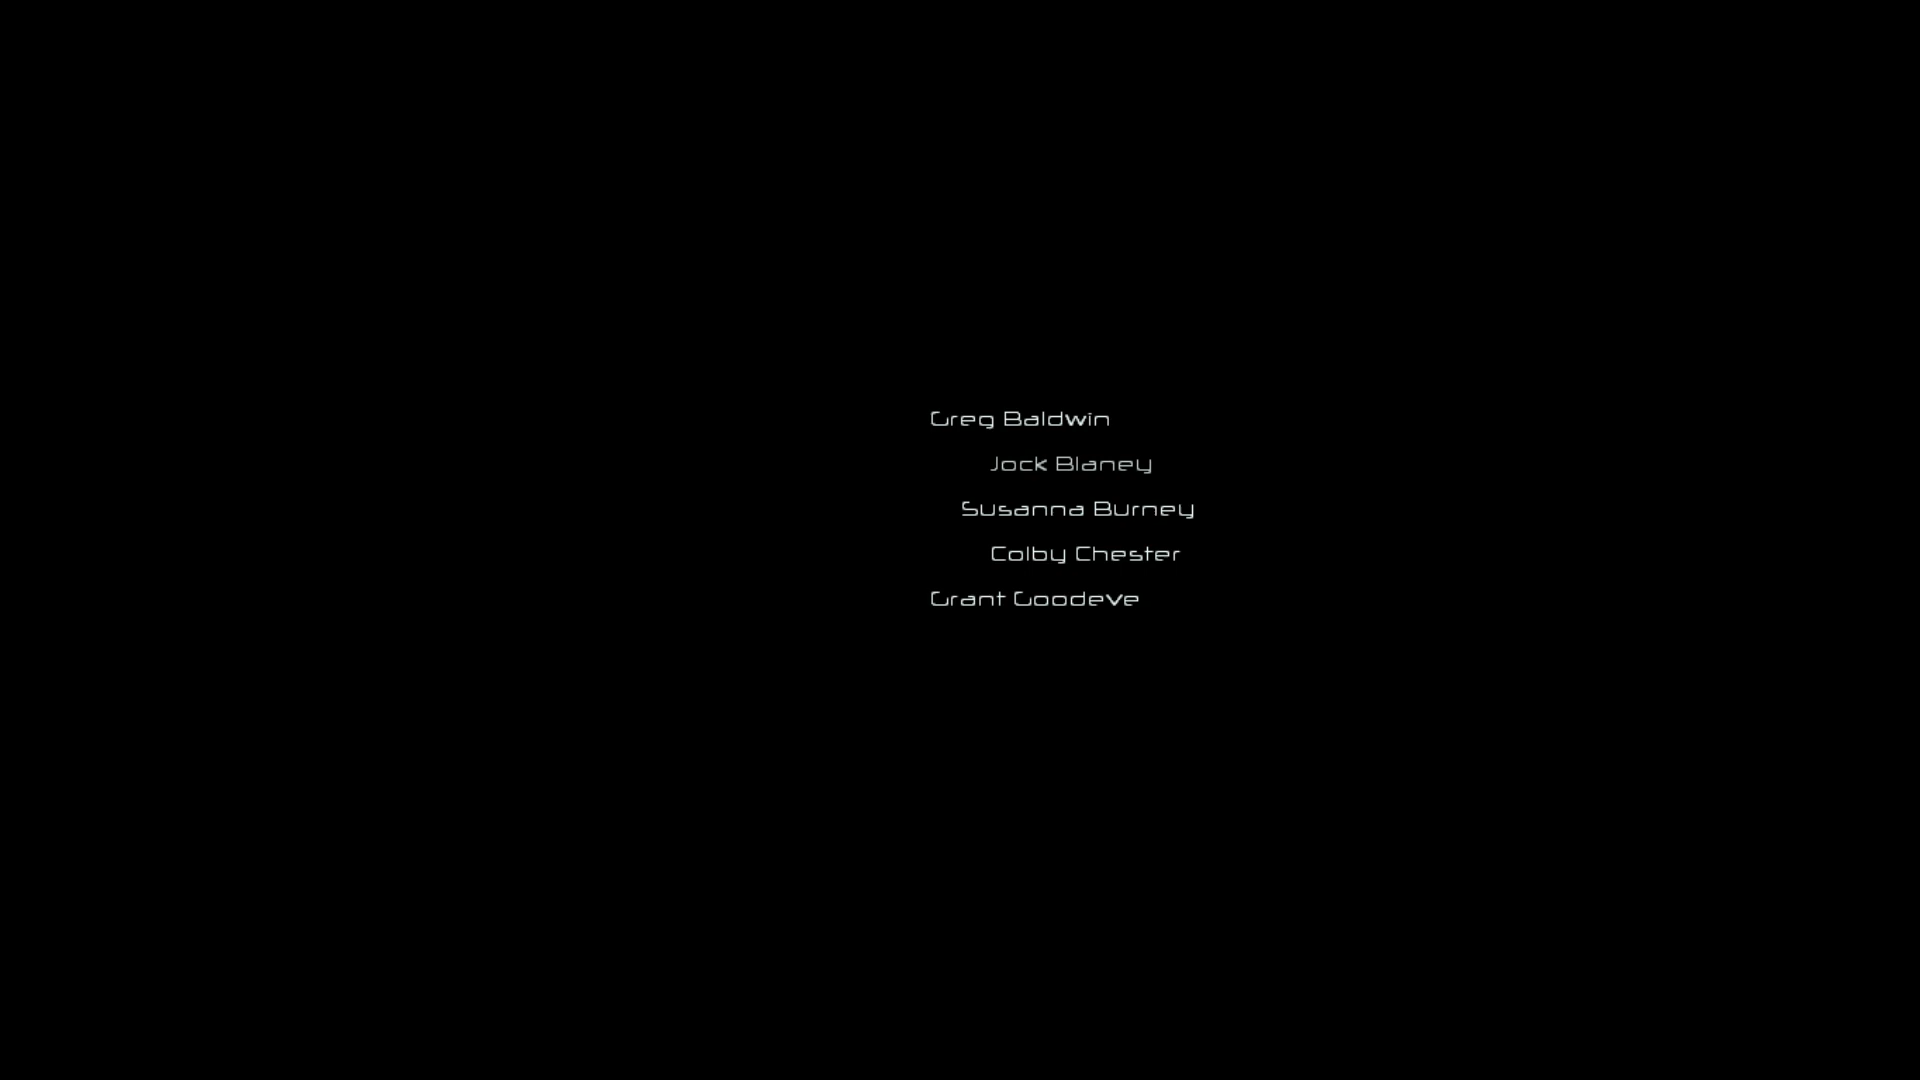 Greg Baldwin
Jock Blaney
Susanna Burney
Colby Chester
Grant Goodeve